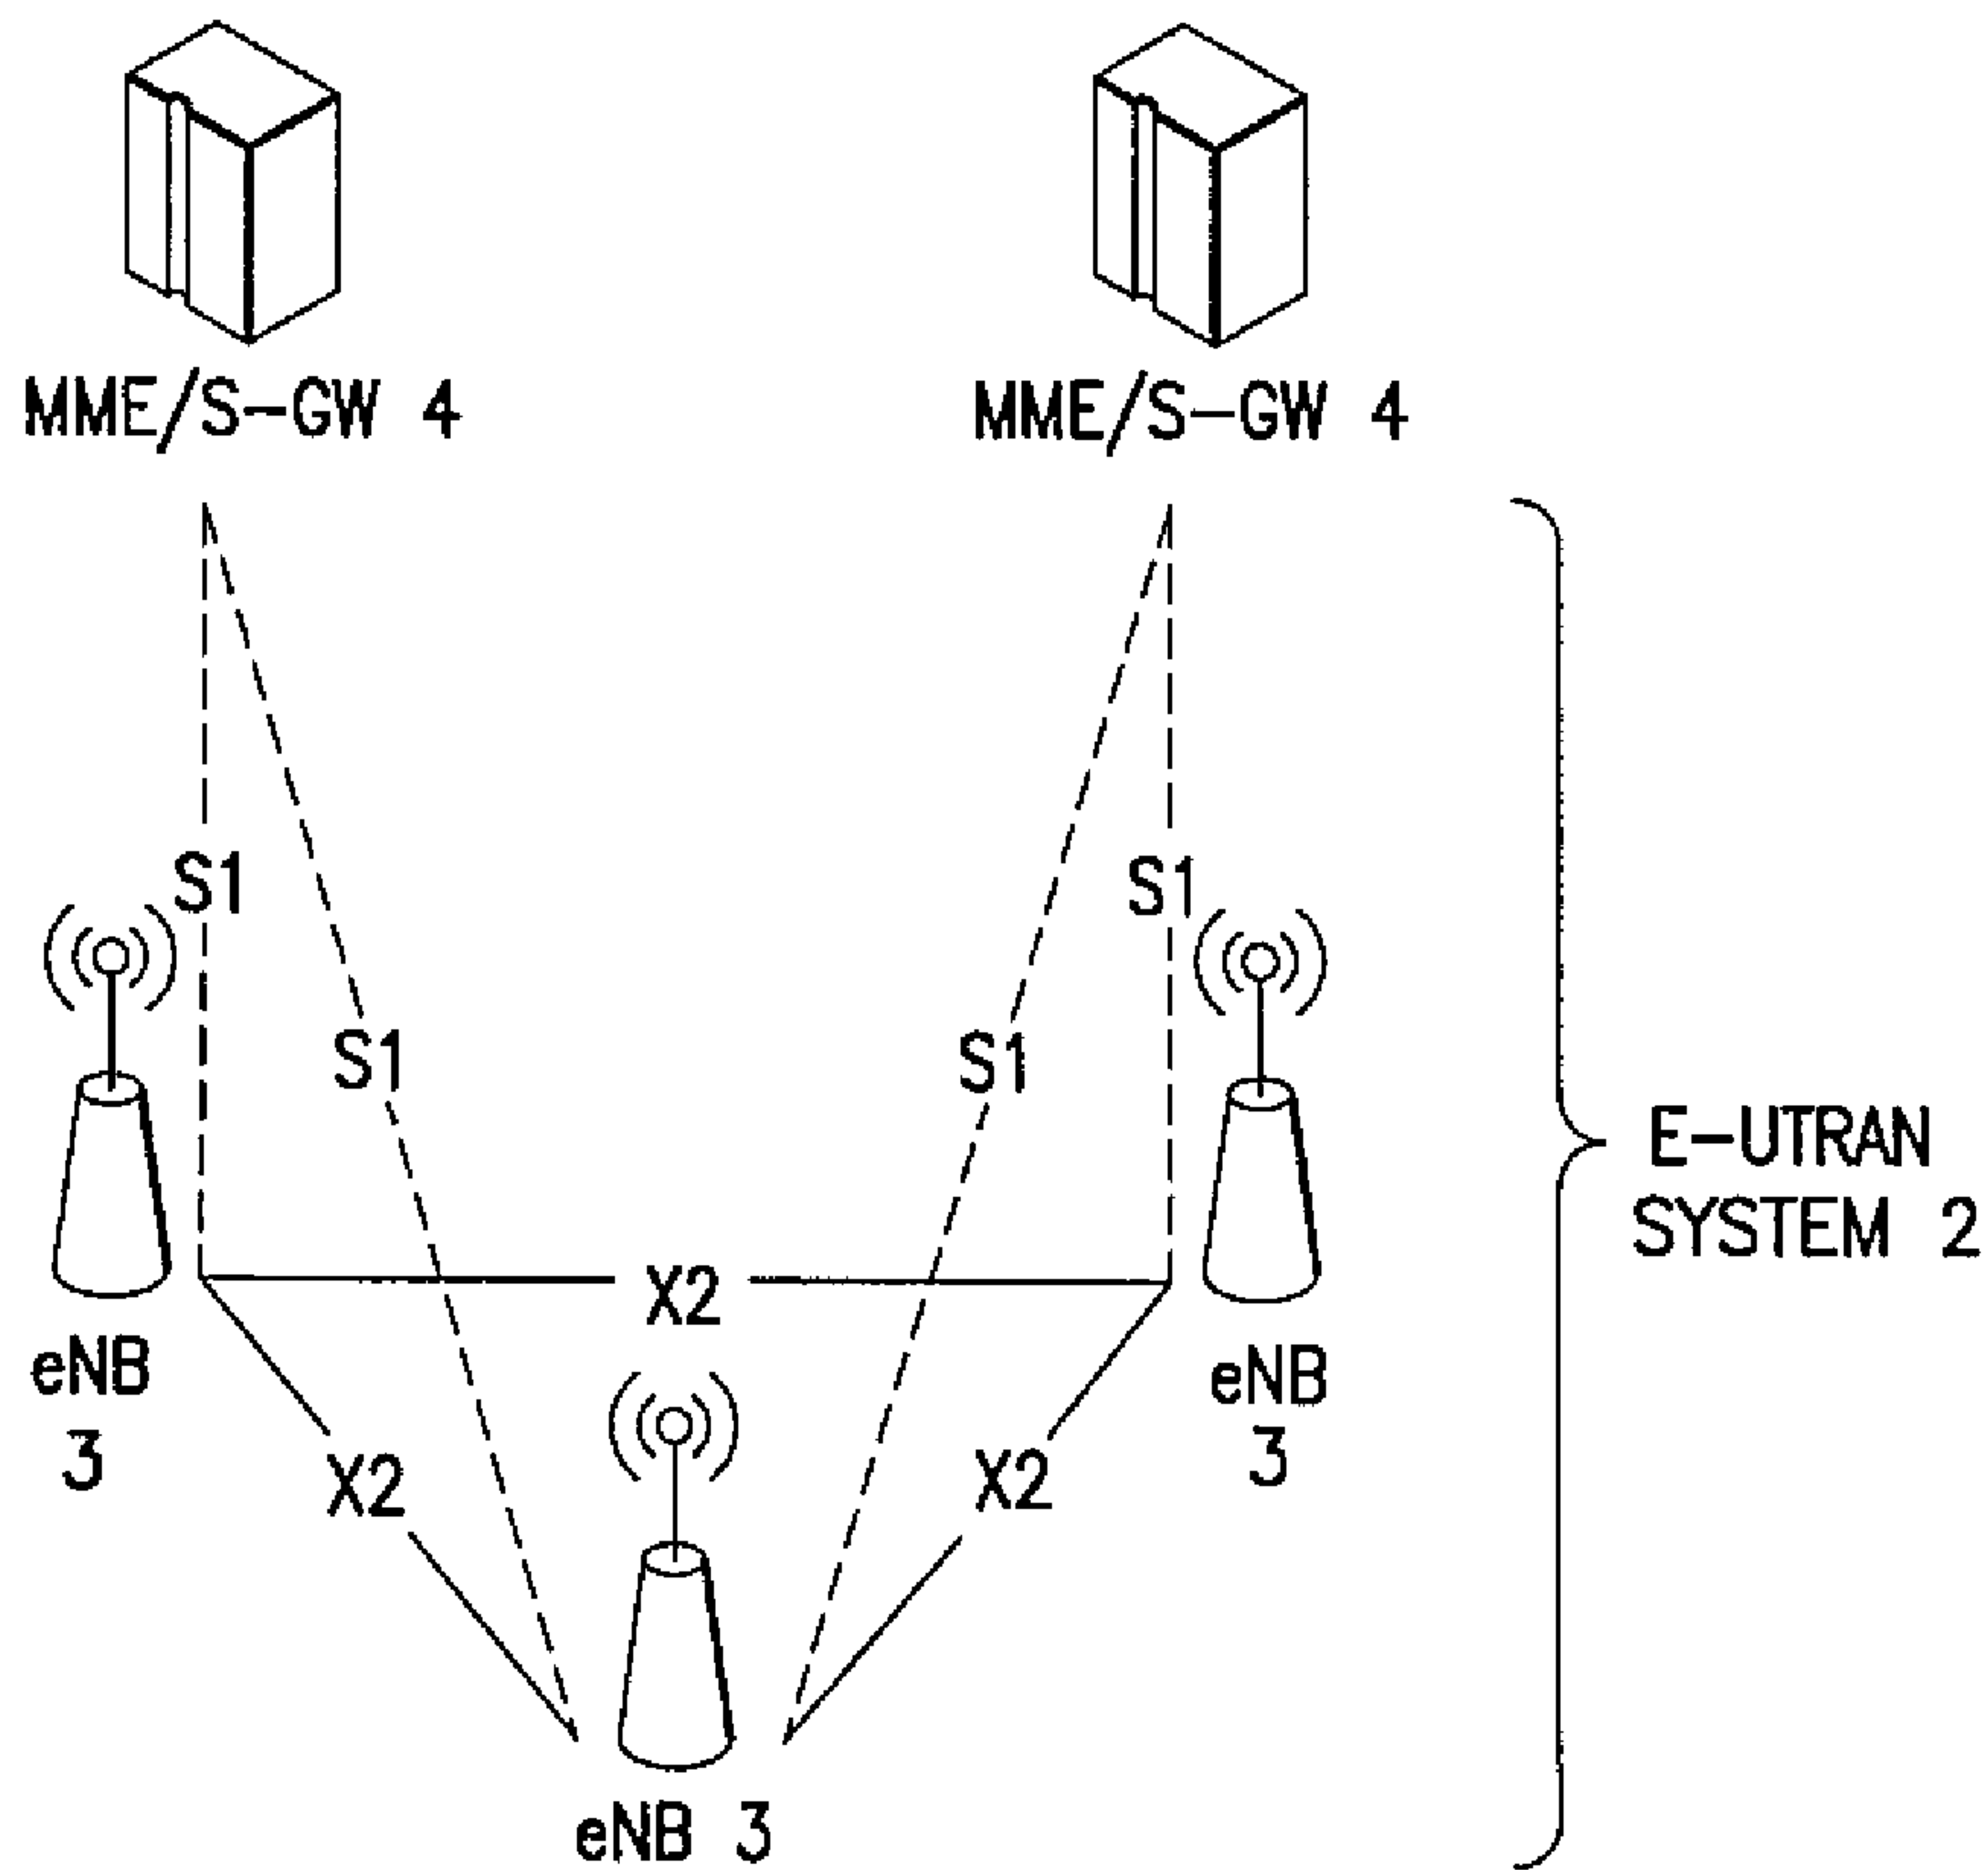 MME/S-GW 4
MME/S-GW 4
S1
S1
S1
S1
E-UTRAN
SYSTEM 2
X2
eNB
3
eNB
3
X2
X2
eNB 3